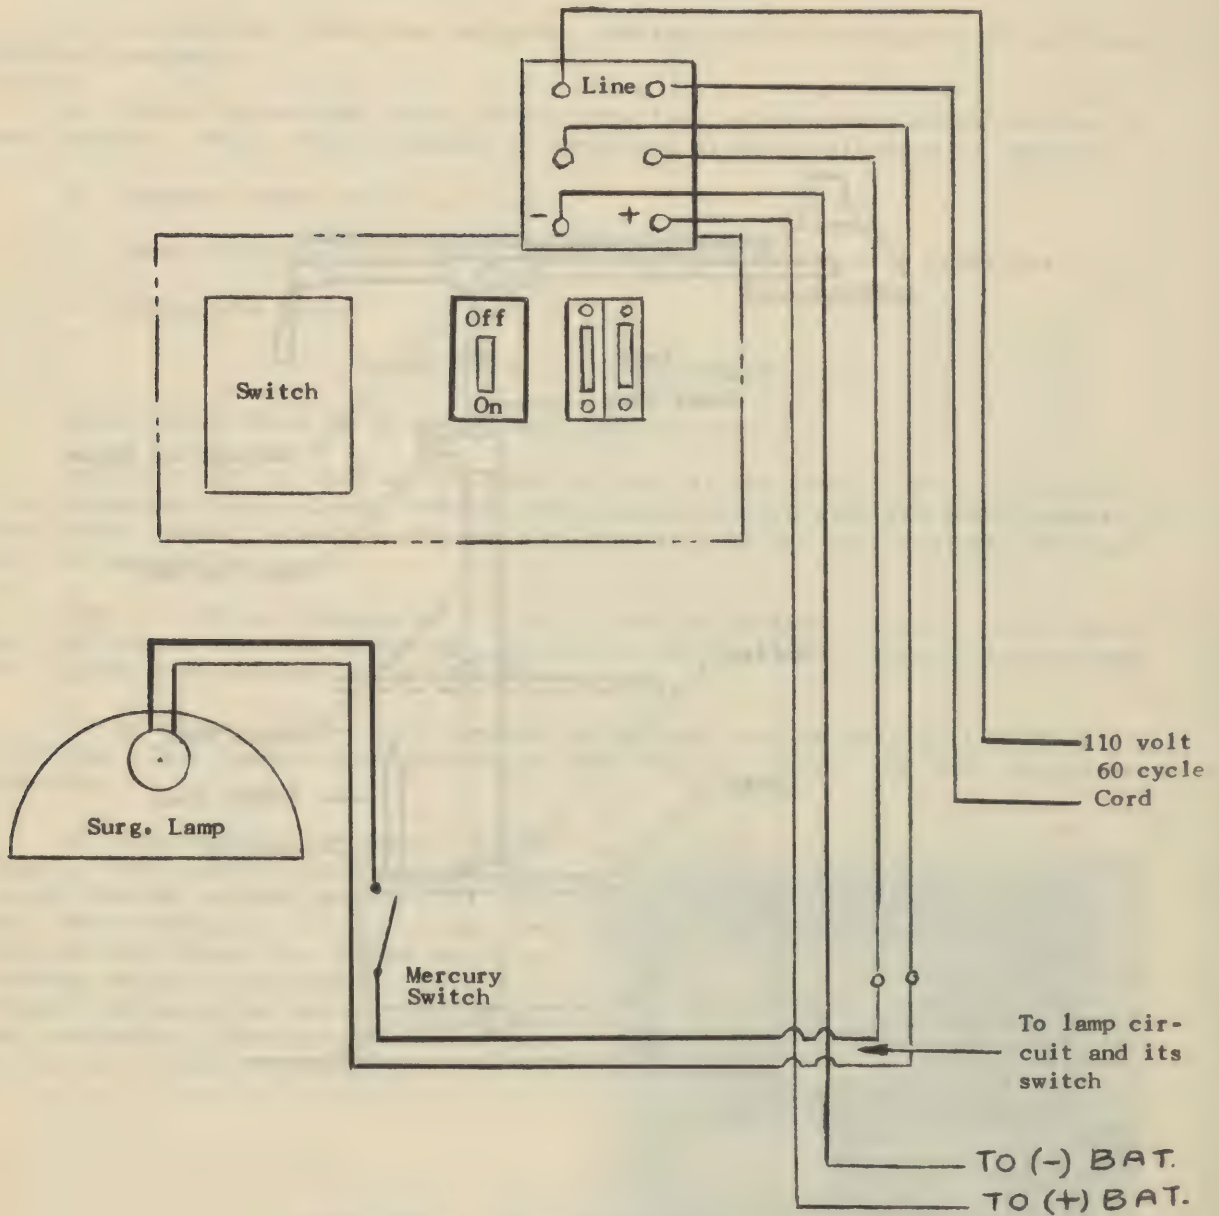 Line
- +
Off
On
Switch
Surg. Lamp
110 volt
60 cycle
Cord
Mercury
Switch
To lamp cir-
cuit and its
switch
TO (-) BAT.
TO (+) BAT.